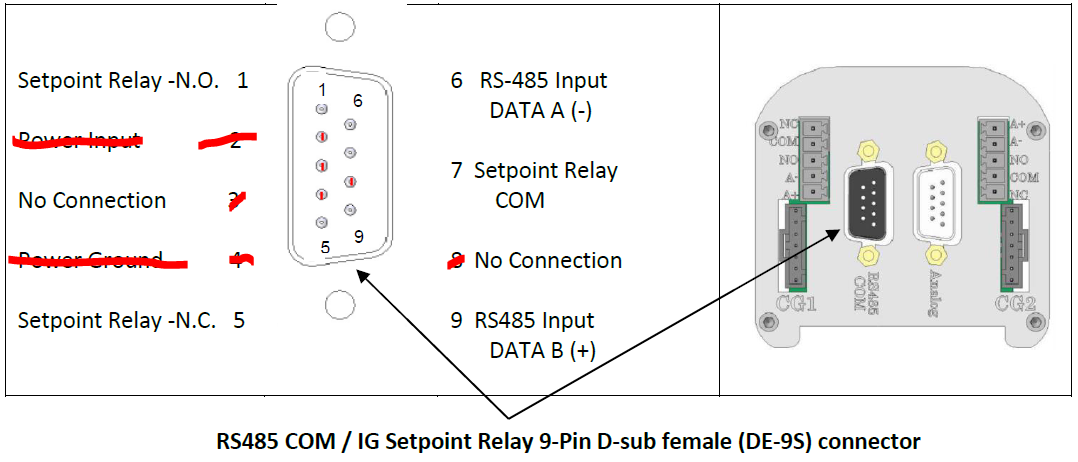 Setpoint Relay -N.O. 1
Power Input 2
No Connection 3
Power Ground 4
Setpoint Relay -N.C. 5
1
6
5
9
6 RS-485 Input
DATA A (-)
7 Setpoint Relay
COM
8 No Connection
9 RS485 Input
DATA B (+)
NC
COM
NO
A-
A+
A+
A-
NO
COM
NC
CG1
RS485
COM
Analog
CG2
RS485 COM / IG Setpoint Relay 9-Pin D-sub female (DE-9S) connector